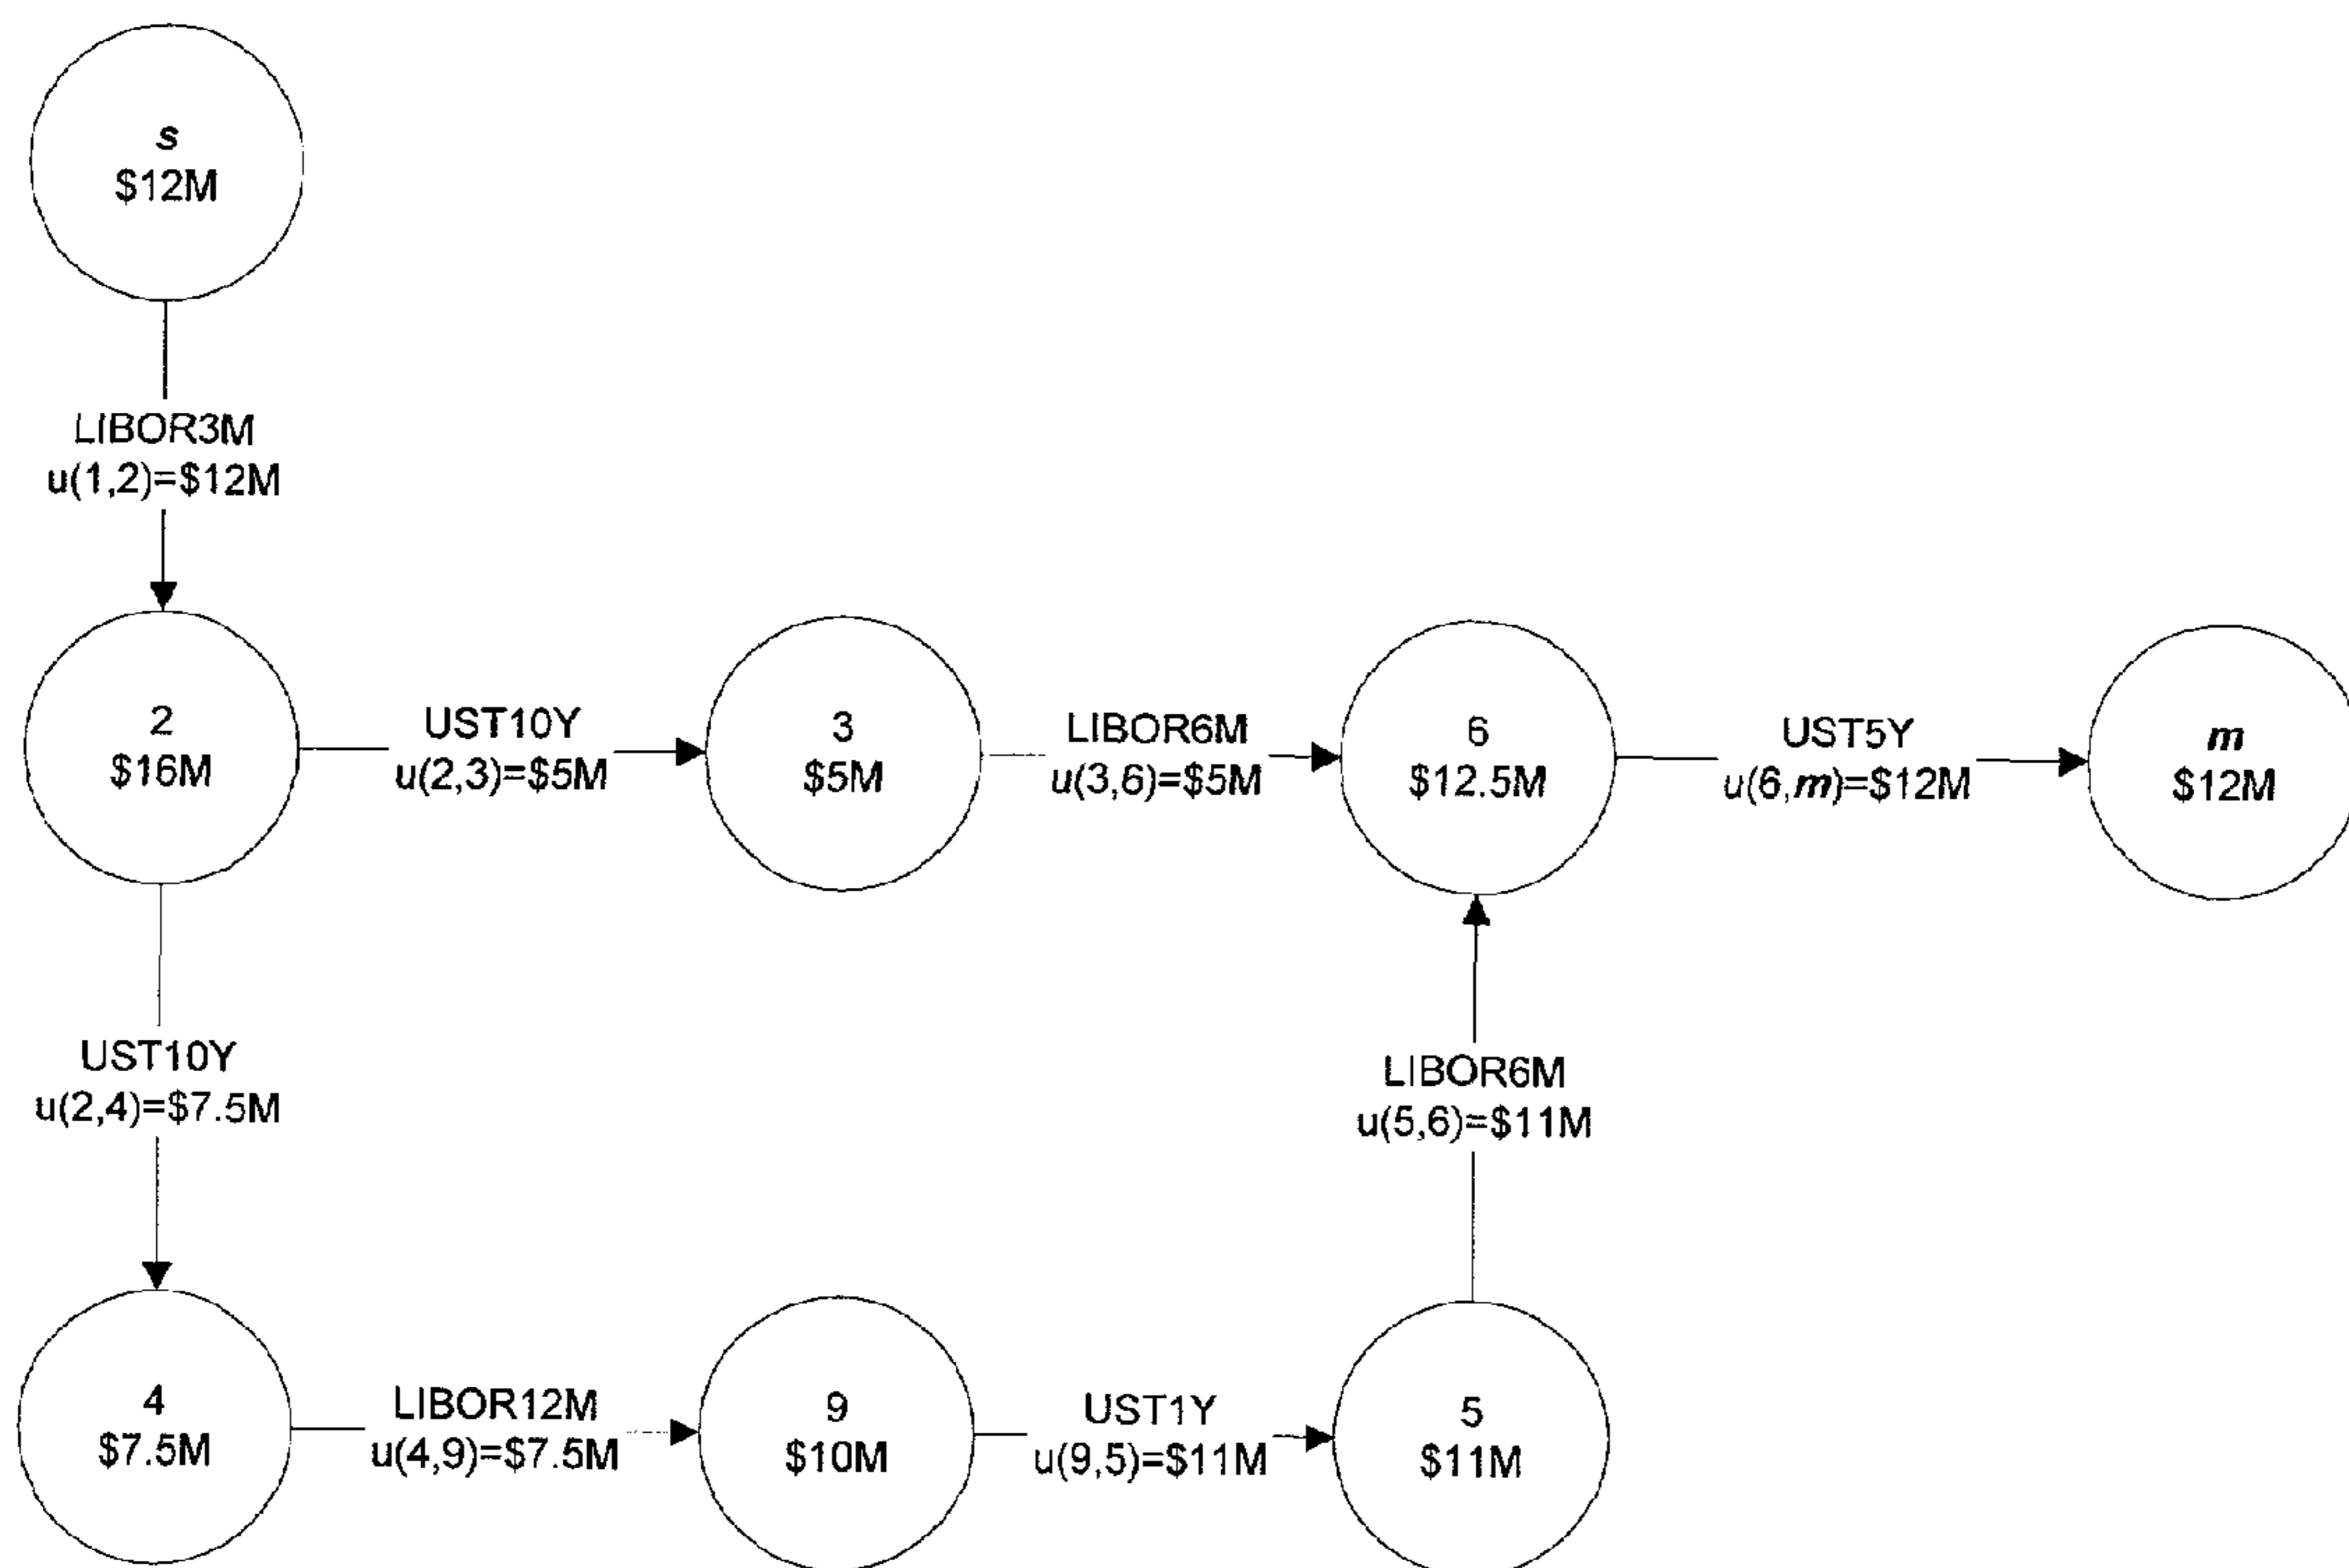 s
$12M
LIBOR3M
u(1,2)=$12M
2
$16M
UST10Y
u(2,3)=$5M
3
$5M
LIBOR6M
u(3,6)=$5M
6
$12.5M
UST5Y
u(6,m)=$12M
m
$12M
UST10Y
u(2,4)=$7.5M
LIBOR6M
u(5,6)=$11M
4
$7.5M
LIBOR12M
u(4,9)=$7.5M
9
$10M
UST1Y
u(9,5)=$11M
5
$11M